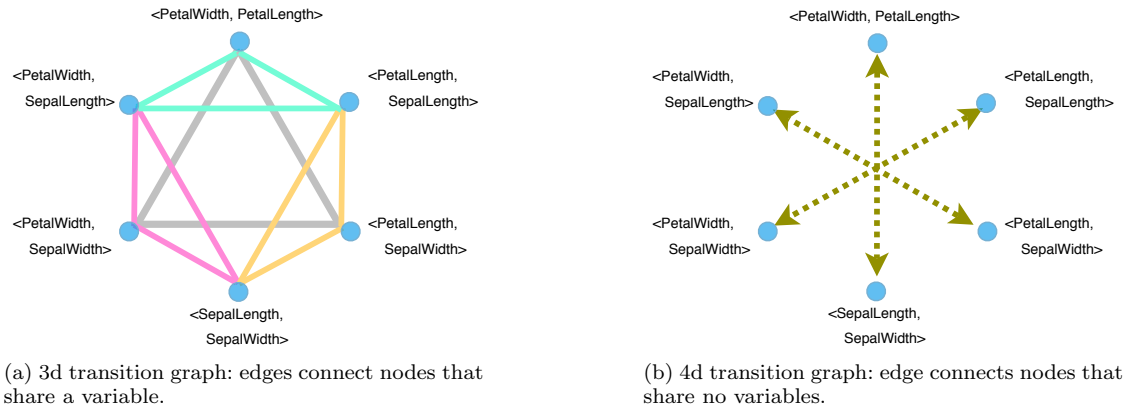 <PetalWidth, PetalLength>
<PetalWidth,
SepalLength>
<PetalLength,
SepalLength>
<PetalWidth,
SepalWidth>
<PetalLength,
SepalWidth>
<SepalLength,
SepalWidth>
(a) 3d transition graph: edges connect nodes that
share a variable.
<PetalWidth, PetalLength>
<PetalWidth,
SepalLength>
<PetalLength,
SepalLength>
<PetalWidth,
SepalWidth>
<PetalLength,
SepalWidth>
<SepalLength,
SepalWidth>
(b) 4d transition graph: edge connects nodes that
share no variables.